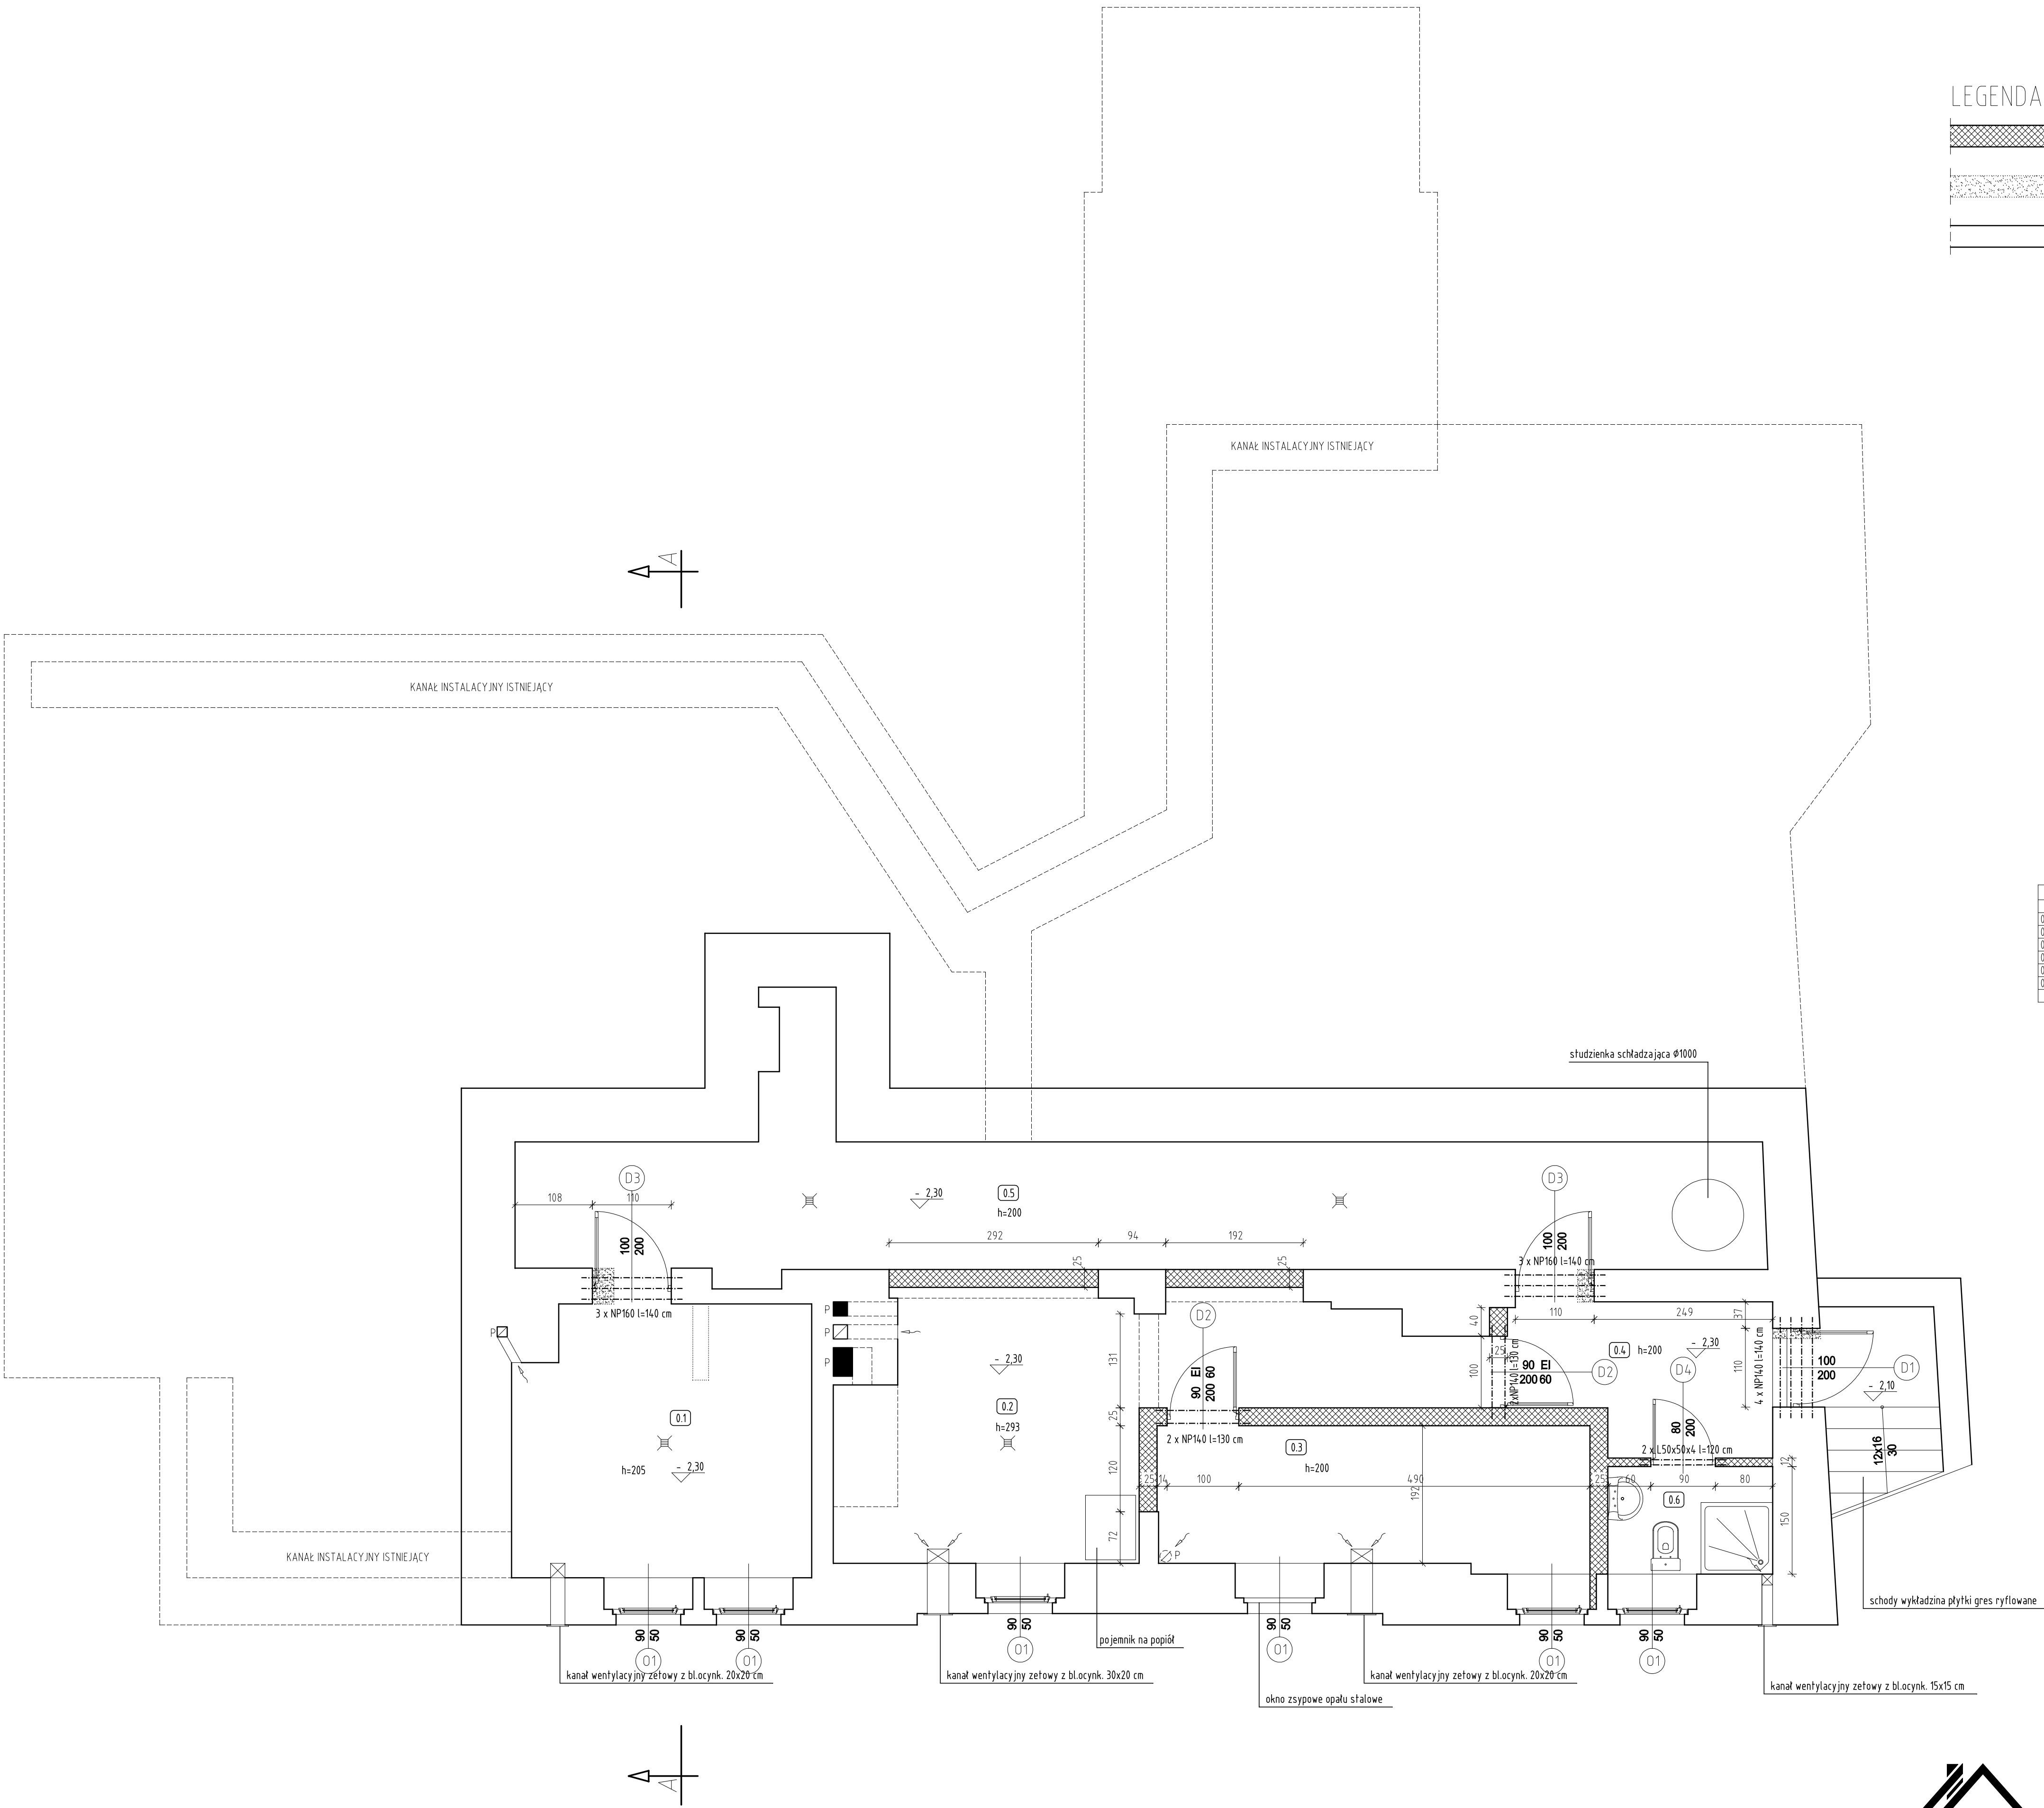 LEGENDA
KANAŁ INSTALACYJNY ISTNIEJĄCY
A
KANAŁ INSTALACYJNY ISTNIEJĄCY
studzienka schładzająca Ø1000
D3
D3
108
110
- 2,30
0.5
h=200
292
94
192
25
25
100
200
100
200
3 x NP160 l=140 cm
3 x NP160 l=140 cm
P
P
P
P
D2
40
110
249
37
25
100
2xNP140 l=130 cm
90 EI
200 60
D2
0.4
h=200
- 2,30
D4
110
4 x NP140 l=140 cm
100
200
D1
- 2,10
131
- 2,30
90 EI
200 60
0.1
0.2
h=293
25
2 x NP140 l=130 cm
0.3
h=200
80
200
2 x L50x50x4 l=120 cm
12x16
30
h=205
- 2,30
120
25
14
100
490
192
25
60
90
80
12
0.6
150
72
P
KANAŁ INSTALACYJNY ISTNIEJĄCY
schody wykładzina płytki gres ryflowane
90
50
90
50
90
50
90
50
90
50
90
50
O1
O1
O1
O1
O1
O1
pojemnik na popiół
kanał wentylacyjny zetowy z bl.ocynk. 20x20 cm
kanał wentylacyjny zetowy z bl.ocynk. 30x20 cm
kanał wentylacyjny zetowy z bl.ocynk. 20x20 cm
kanał wentylacyjny zetowy z bl.ocynk. 15x15 cm
okno zsypowe opału stalowe
A